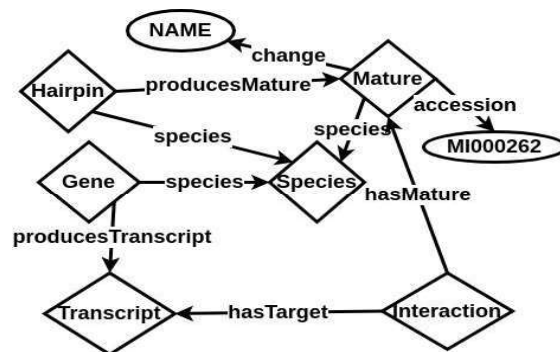 NAME
change
Mature
Hairpin
producesMature
accession
species
species
MI000262
Gene
species
Species
hasMature
producesTranscript
Transcript
hasTarget
Interaction